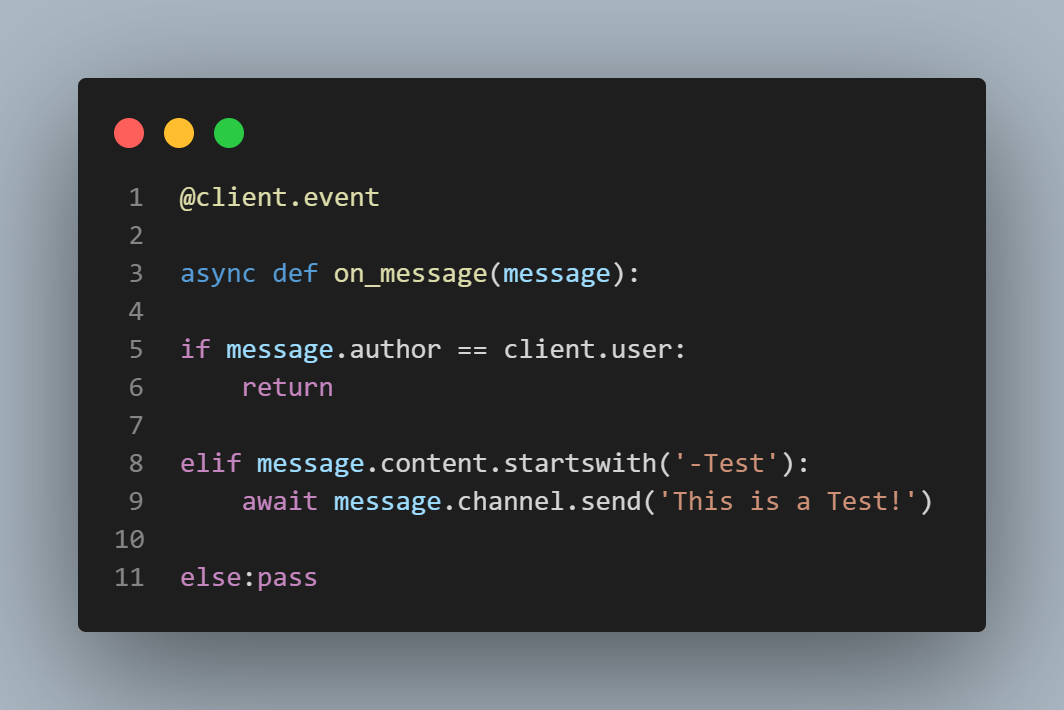 1 @client.event
2
3 async def on_message(message):
4
5 if message.author == client.user:
6     return
7
8 elif message.content.startswith('-Test'):
9     await message.channel.send('This is a Test!')
10
11 else:pass